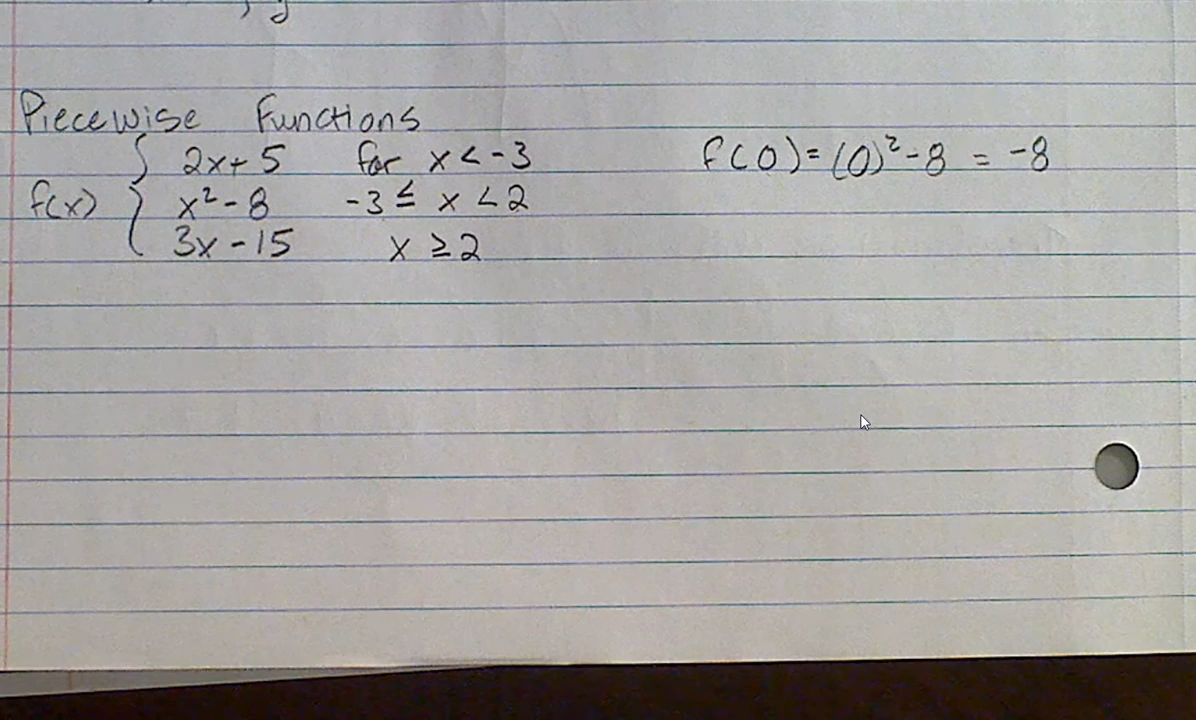 Piecewise Functions
2x+5 for x < -3
f(x) { x² - 8 -3 ≤ x < 2
3x - 15 x ≥ 2
f(0) = (0)² - 8 = -8